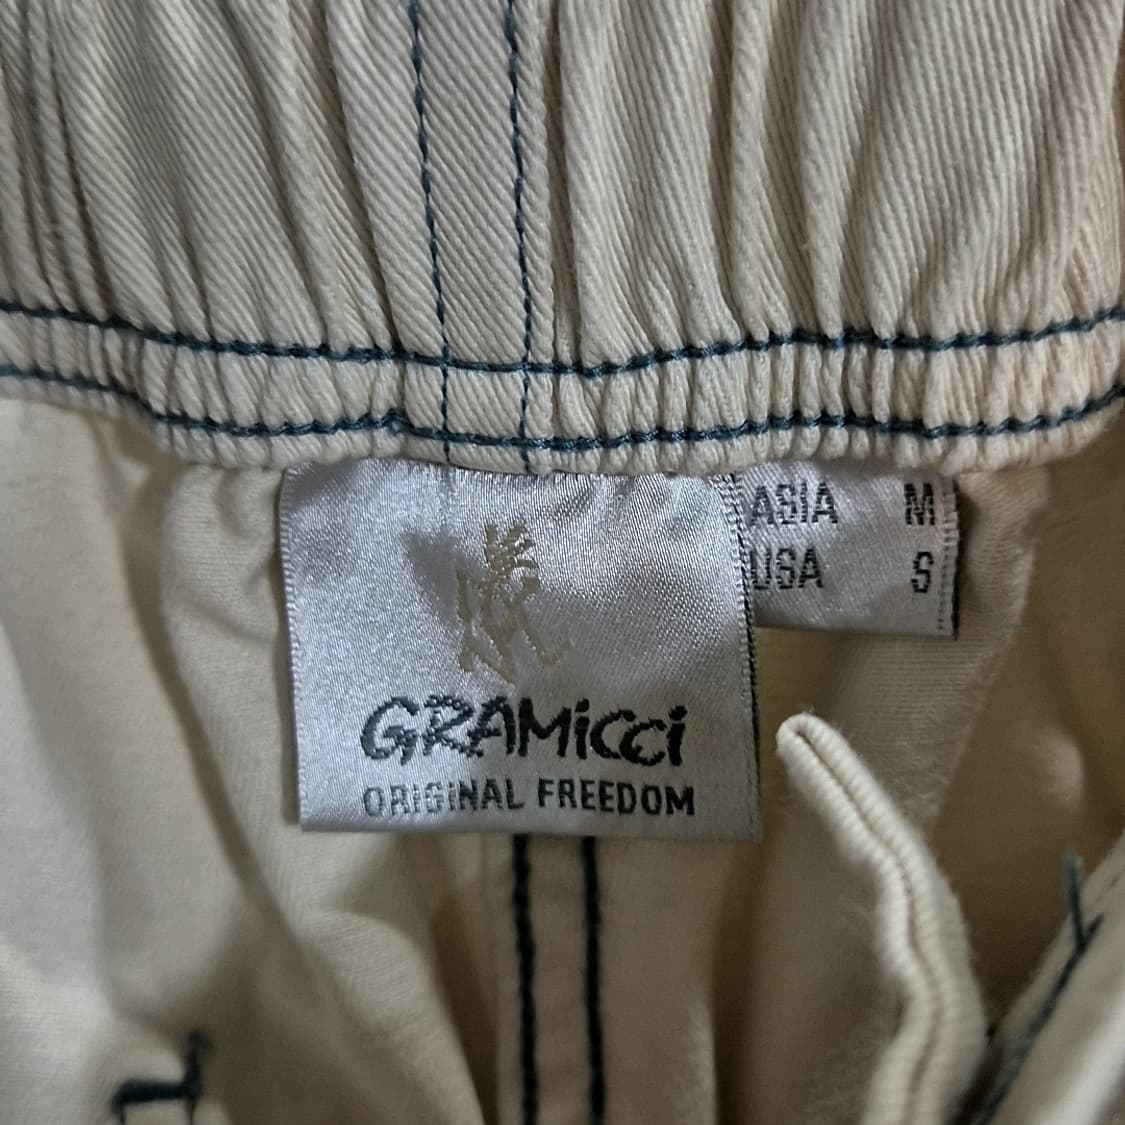 GRAMiCCi
ORIGINAL FREEDOM
ASIA M
USA S